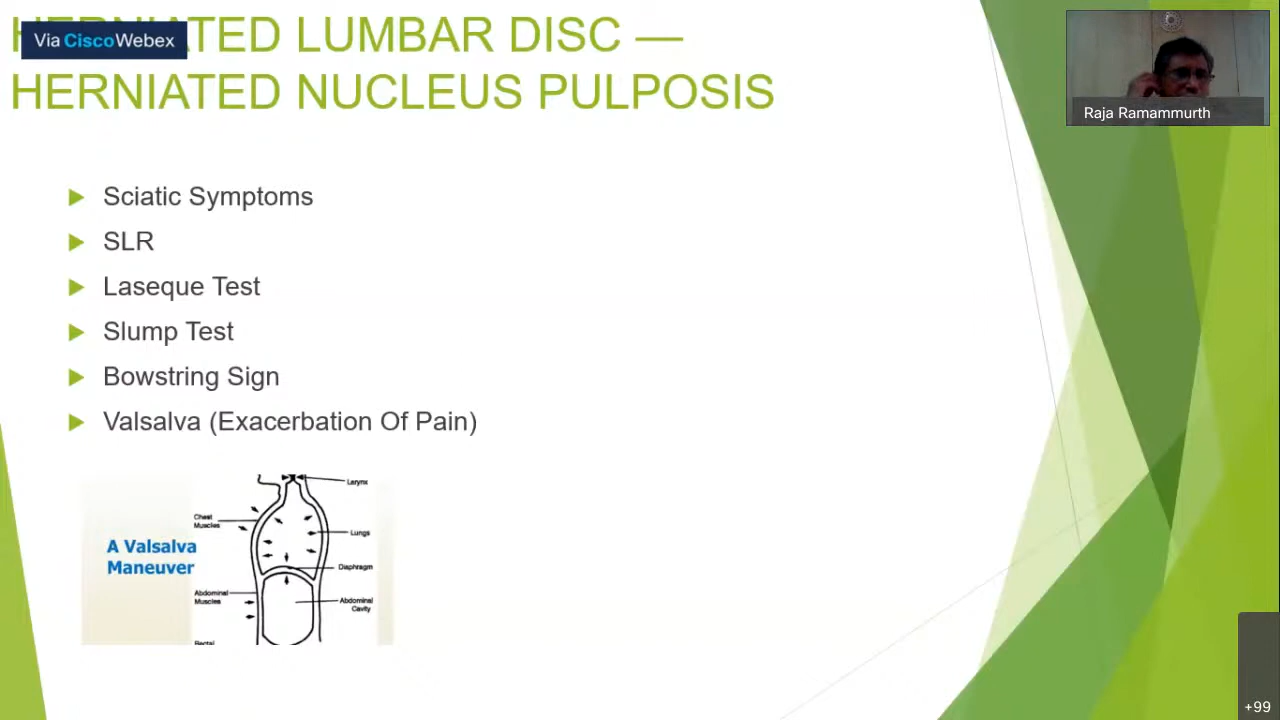 HERNIATED LUMBAR DISC —
Via Cisco Webex
HERNIATED NUCLEUS PULPOSIS
Raja Ramammurth
Sciatic Symptoms
SLR
Laseque Test
Slump Test
Bowstring Sign
Valsalva (Exacerbation Of Pain)
Larynx
Chest
Muscles
Lungs
A Valsalva
Maneuver
Diaphragm
Abdominal
Muscles
Abdominal
Cavity
Rectal
+99